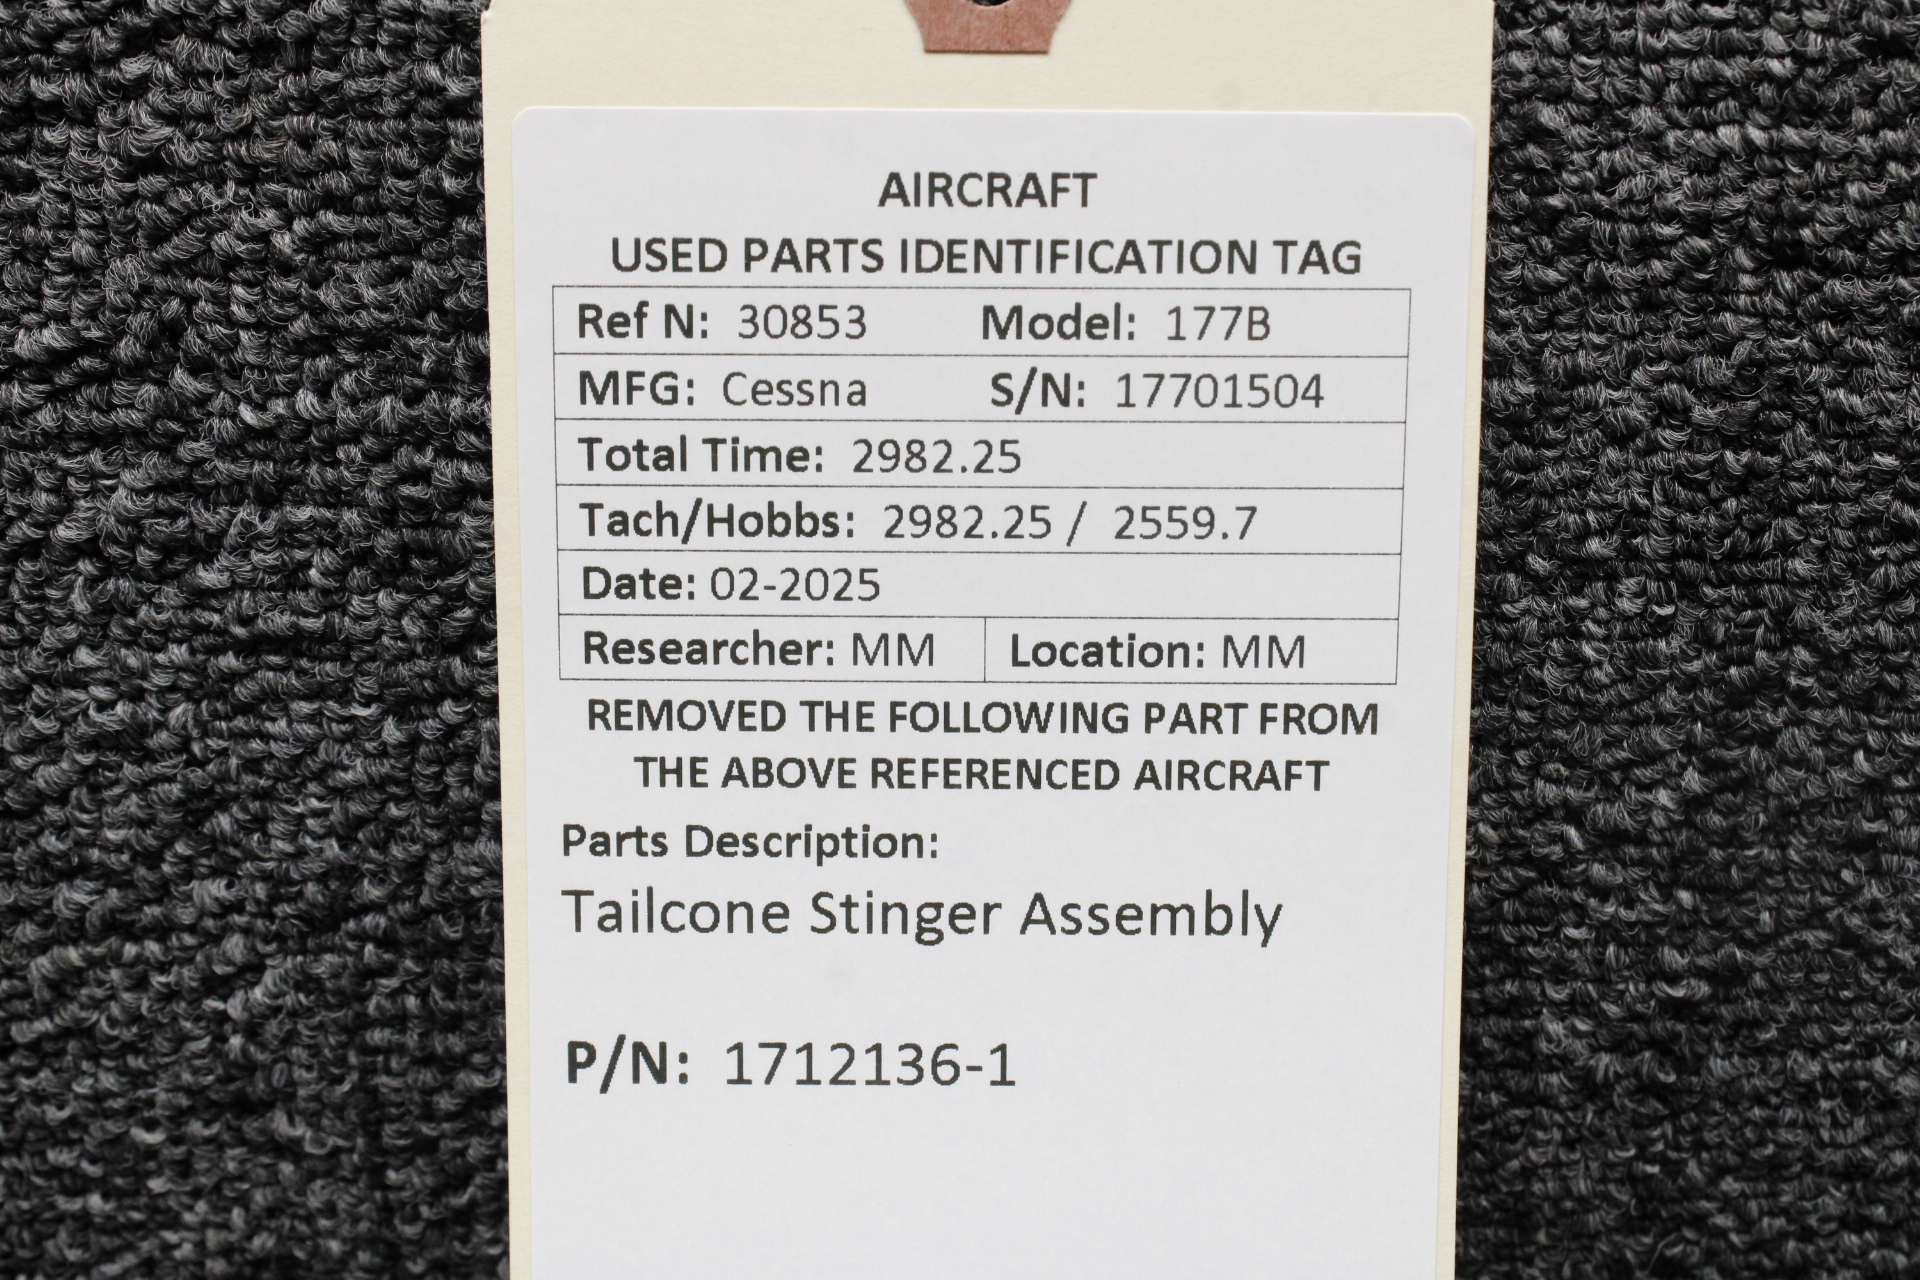 AIRCRAFT
USED PARTS IDENTIFICATION TAG
Ref N: 30853 Model: 177B
MFG: Cessna S/N: 17701504
Total Time: 2982.25
Tach/Hobbs: 2982.25 / 2559.7
Date: 02-2025
Researcher: MM Location: MM
REMOVED THE FOLLOWING PART FROM
THE ABOVE REFERENCED AIRCRAFT
Parts Description:
Tailcone Stinger Assembly
P/N: 1712136-1